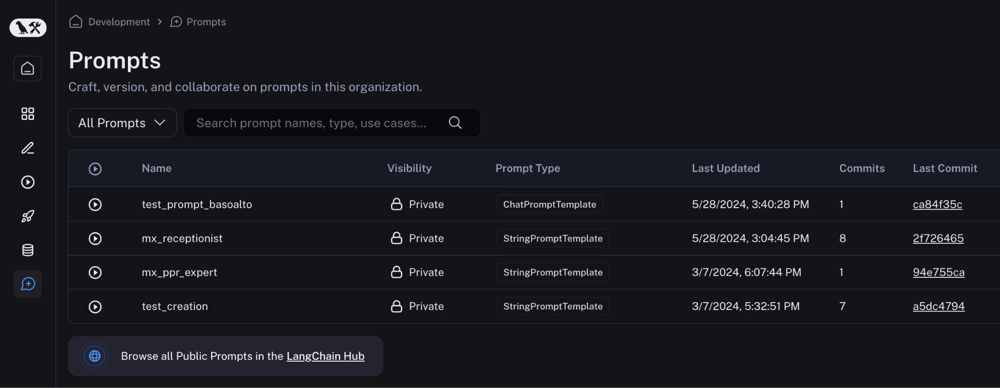 Development > Prompts
Prompts
Craft, version, and collaborate on prompts in this organization.
All Prompts Search prompt names, type, use cases...
Name Visibility Prompt Type Last Updated Commits Last Commit
test_prompt_basoalto Private ChatPromptTemplate 5/28/2024, 3:40:28 PM 1 ca84f35c
mx_receptionist Private StringPromptTemplate 5/28/2024, 3:04:45 PM 8 2f726465
mx_ppr_expert Private StringPromptTemplate 3/7/2024, 6:07:44 PM 1 94e755ca
test_creation Private StringPromptTemplate 3/7/2024, 5:32:51 PM 7 a5dc4794
Browse all Public Prompts in the LangChain Hub